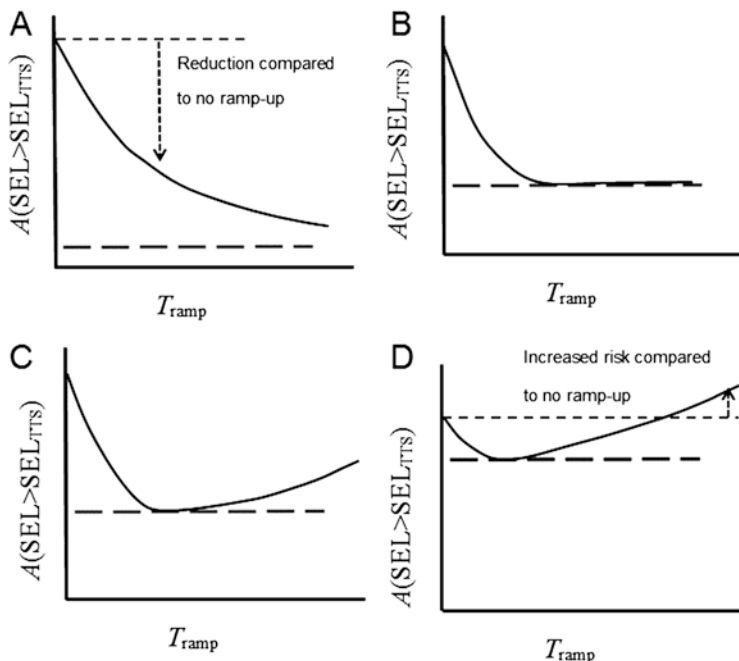 A
A(SEL>SELTTS)
Reduction compared
to no ramp-up
Tramp
B
A(SEL>SELTTS)
Tramp
C
A(SEL>SELTTS)
Tramp
D
A(SEL>SELTTS)
Increased risk compared
to no ramp-up
Tramp